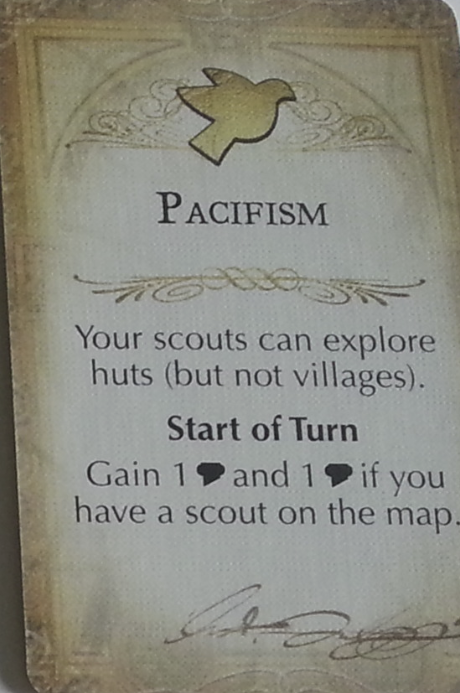 PACIFISM
Your scouts can explore
huts (but not villages).
Start of Turn
Gain 1 and 1 if you
have a scout on the map.